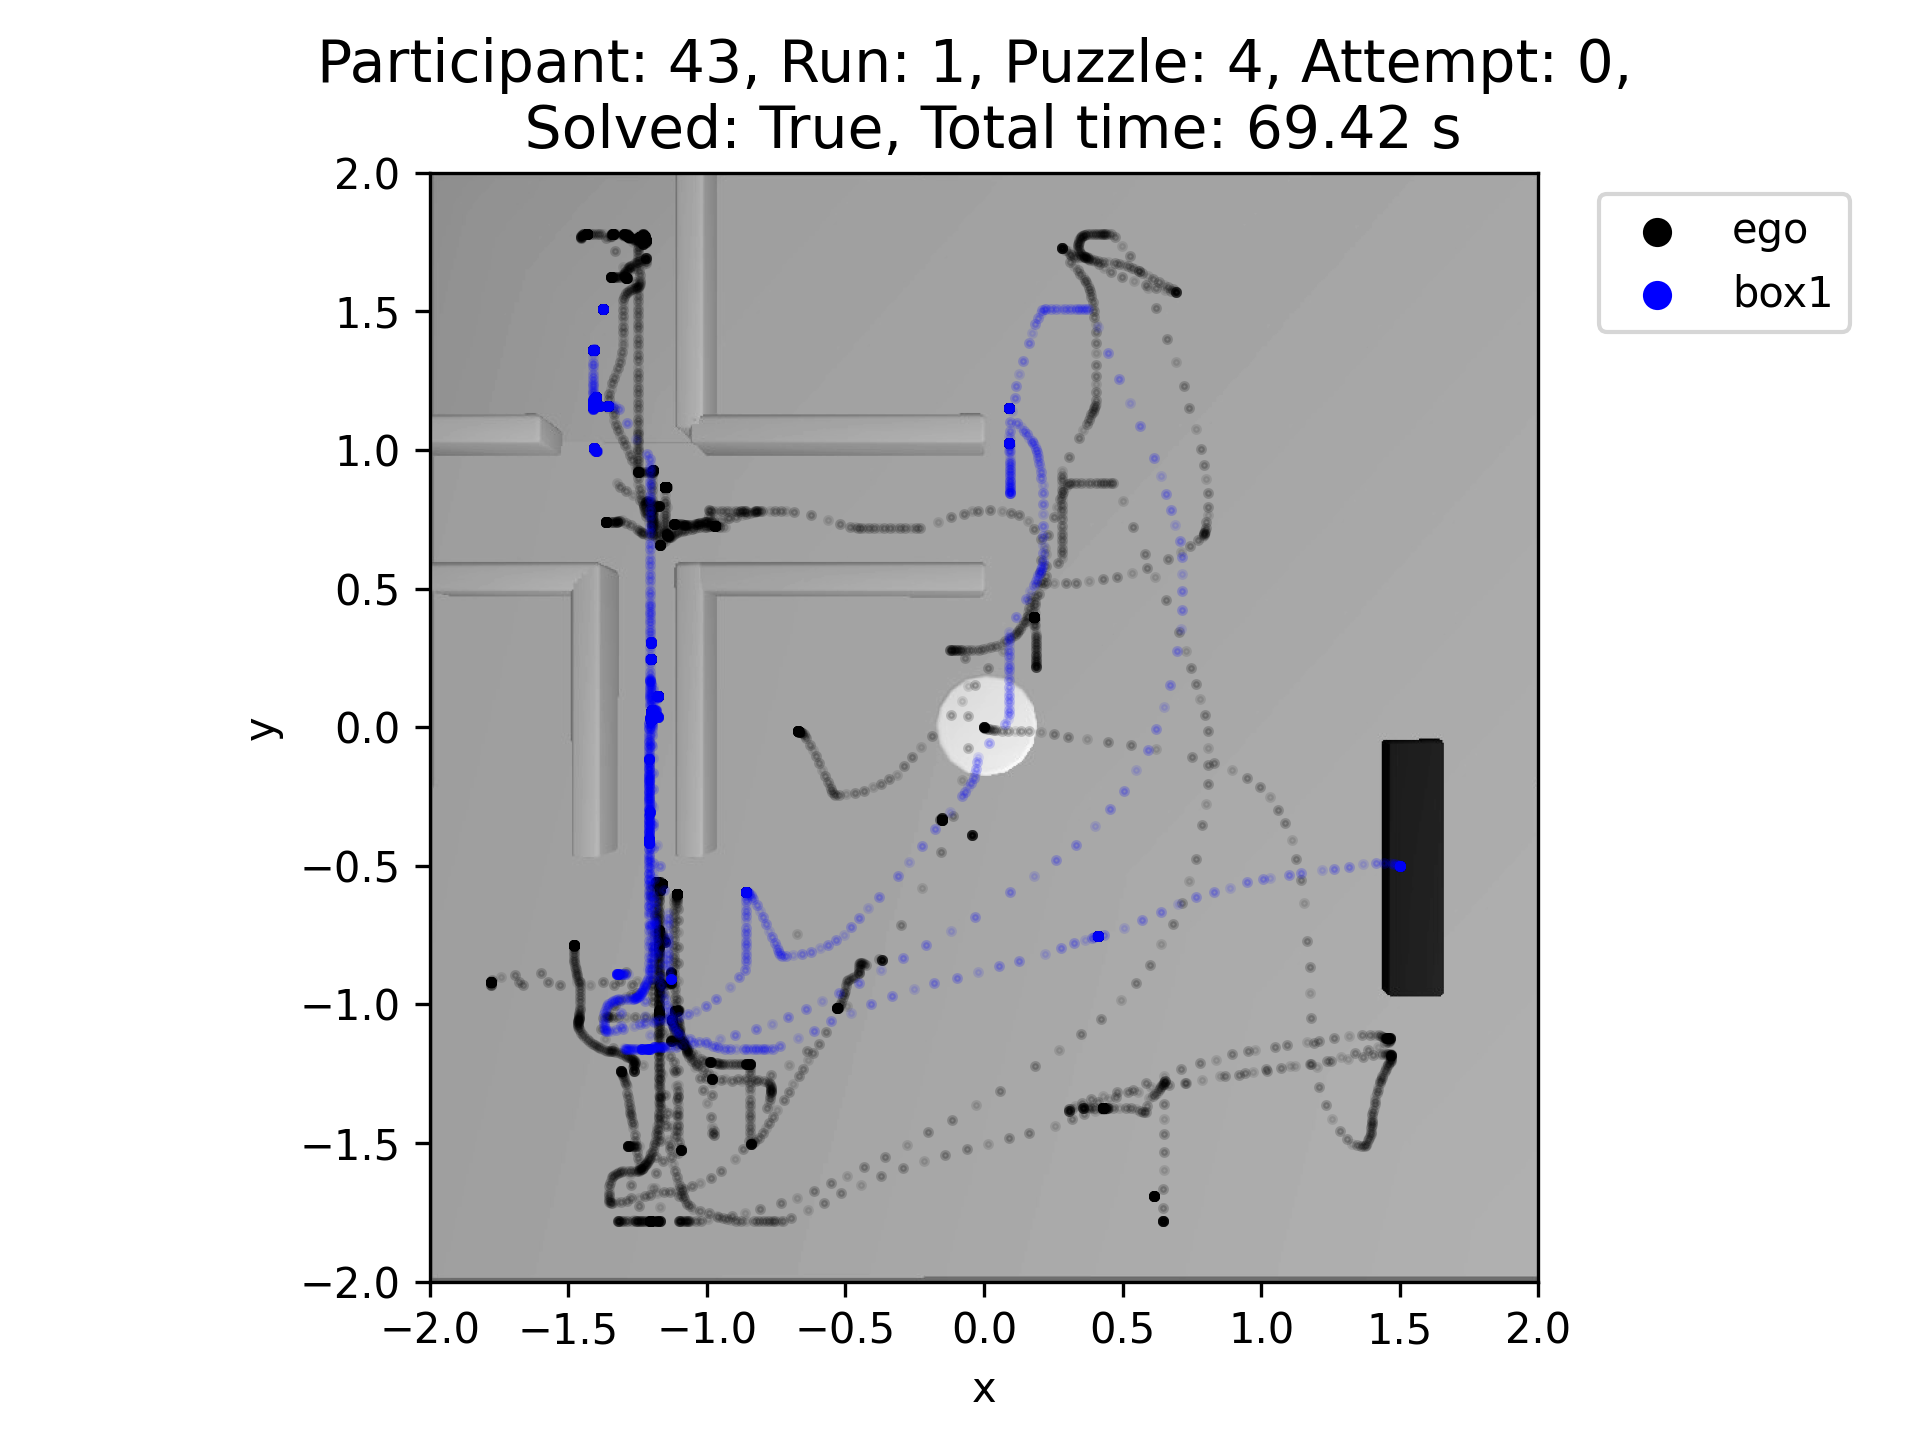 Participant: 43, Run: 1, Puzzle: 4, Attempt: 0,
Solved: True, Total time: 69.42 s
ego
box1
2.0
1.5
1.0
0.5
0.0
−0.5
−1.0
−1.5
−2.0
y
−2.0 −1.5 −1.0 −0.5 0.0 0.5 1.0 1.5 2.0
x